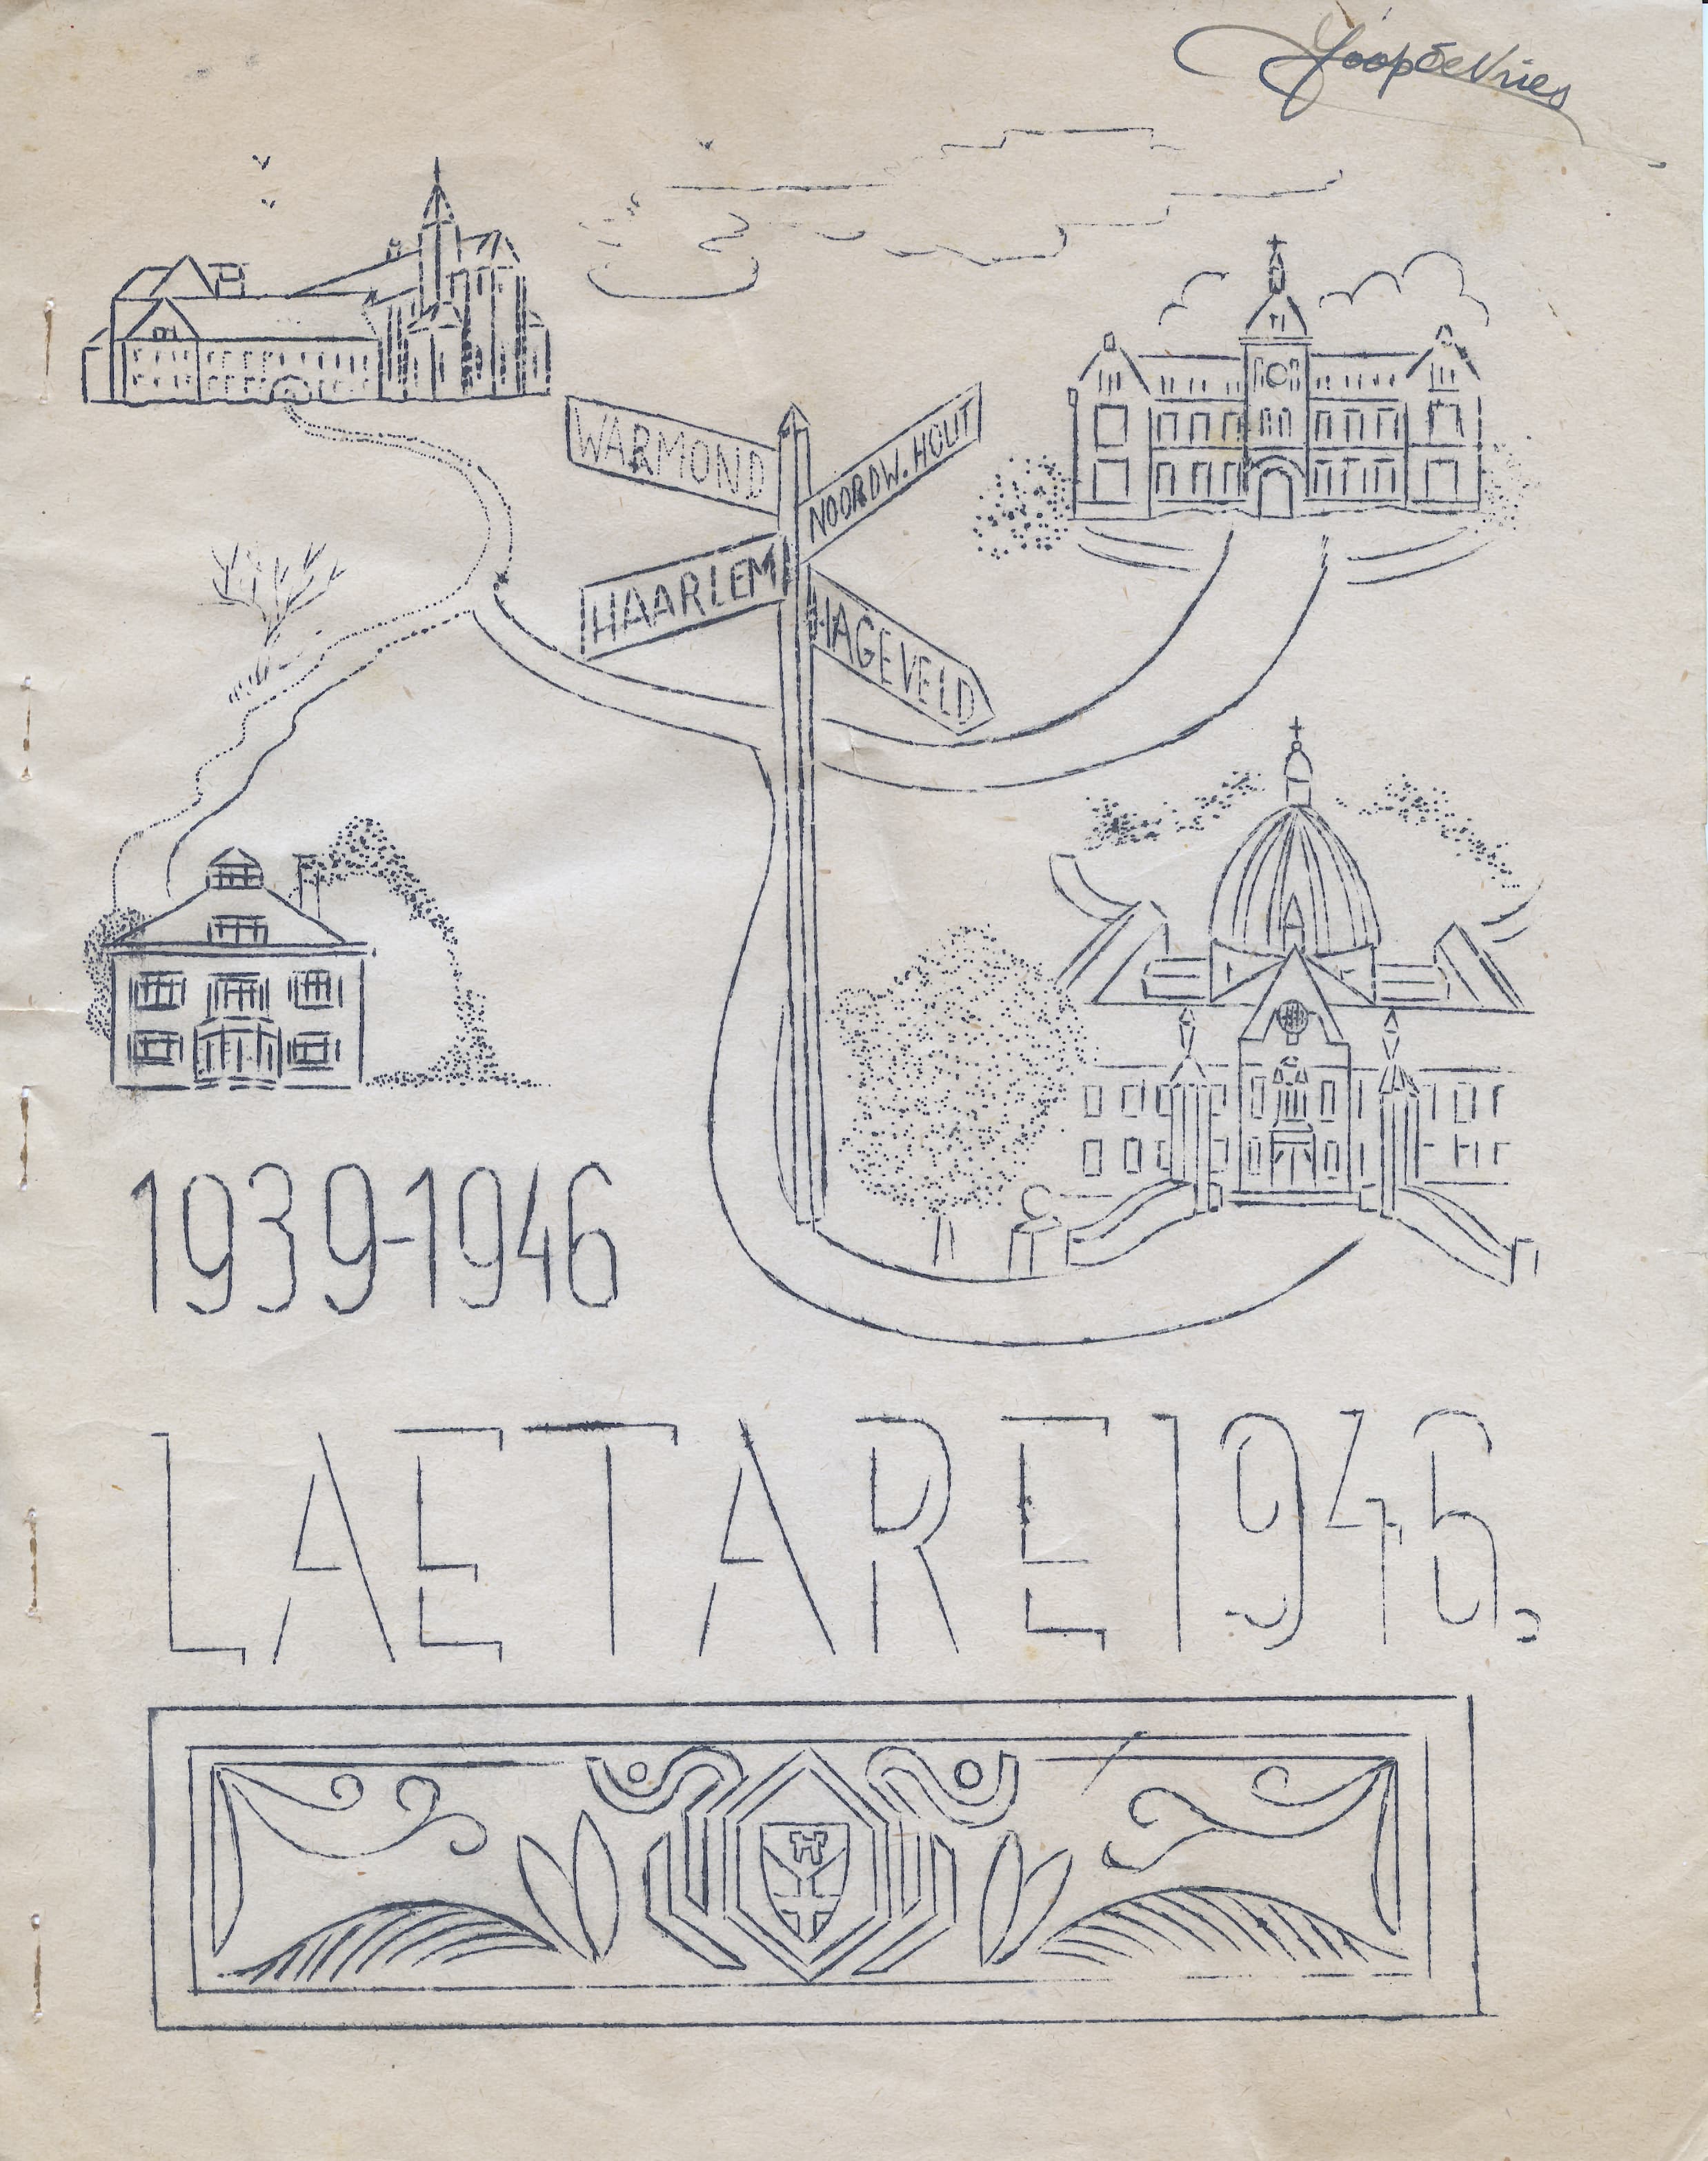 Joop de Vries
WARMOND
NOORDW. HOUT
HAARLEM
HAGEVELD
1939-1946
LAETARE 1946.
H